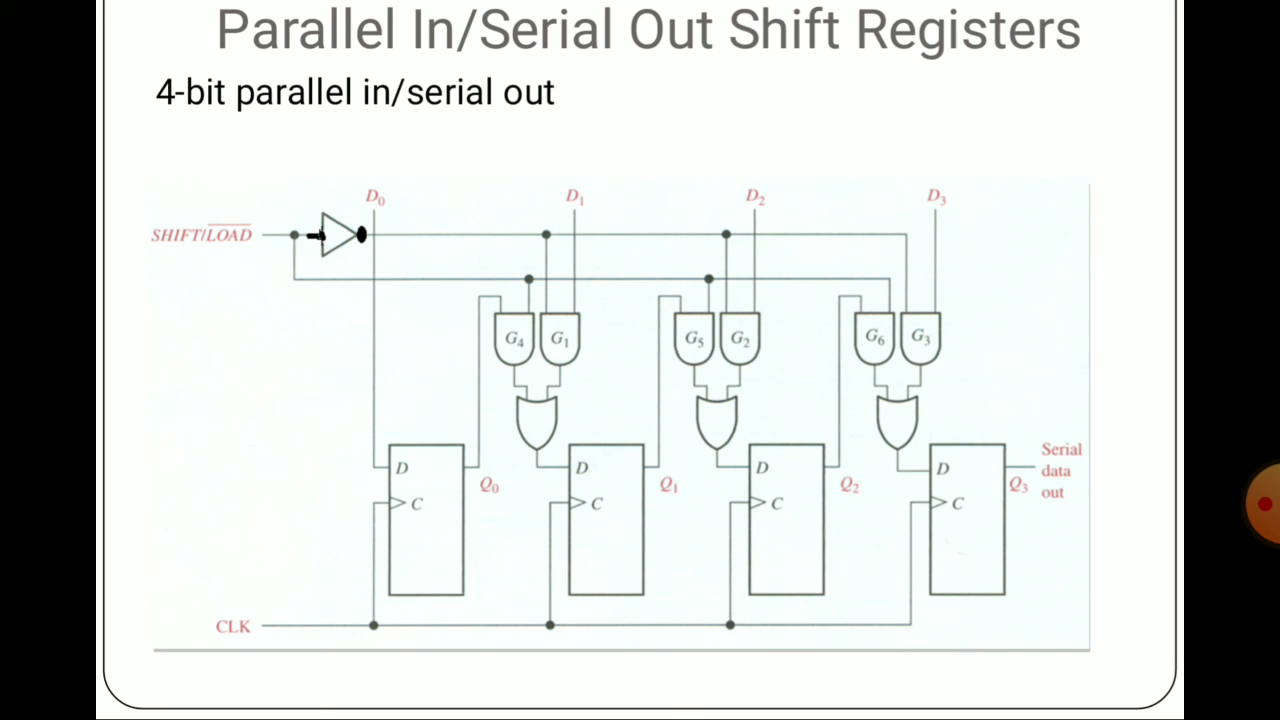 Parallel In/Serial Out Shift Registers
4-bit parallel in/serial out
D0 D1 D2 D3
SHIFT/LOAD
G4 G1 G5 G2 G6 G3
Serial
D D D D data
Q0 Q1 Q2 Q3 out
C C C C
CLK